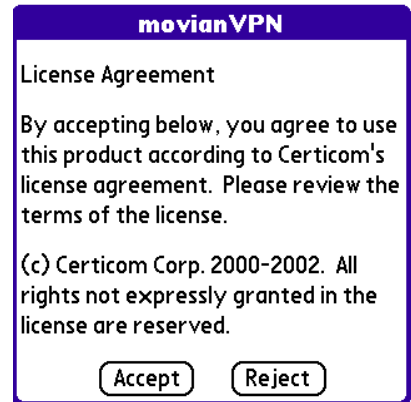 movianVPN
License Agreement
By accepting below, you agree to use
this product according to Certicom's
license agreement.  Please review the
terms of the license.
(c) Certicom Corp. 2000-2002.  All
rights not expressly granted in the
license are reserved.
Accept
Reject